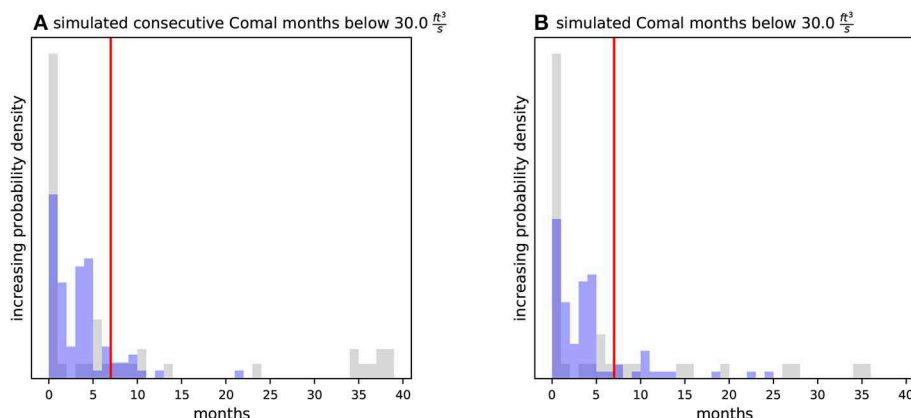 A simulated consecutive Comal months below 30.0 ft³/s
increasing probability density
0 5 10 15 20 25 30 35 40
months
B simulated Comal months below 30.0 ft³/s
increasing probability density
0 5 10 15 20 25 30 35 40
months